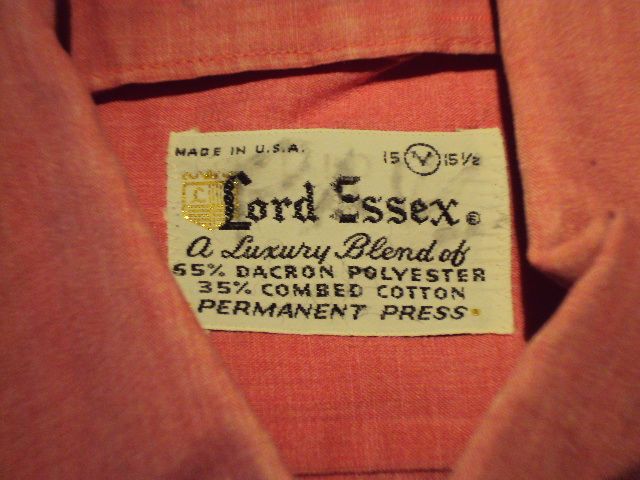 MADE IN U.S.A. 15 15½
Lord Essex®
A Luxury Blend of
65% DACRON POLYESTER
35% COMBED COTTON
PERMANENT PRESS